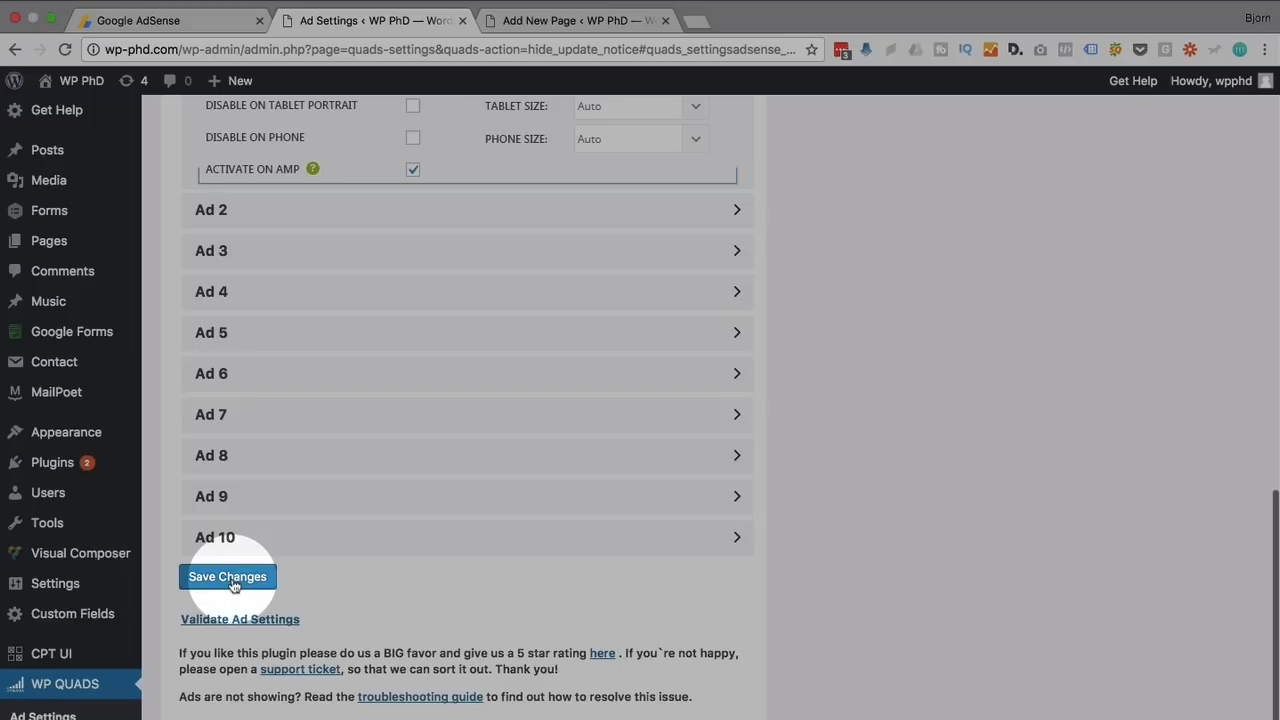 Google AdSense
Ad Settings < WP PhD — Word
Add New Page < WP PhD — W
Bjorn
wp-phd.com/wp-admin/admin.php?page=quads-settings&quads-action=hide_update_notice#quads_settingsadsense_...
3
WP PhD 4 0 + New
Get Help Howdy, wpphd
Get Help
Posts
Media
Forms
Pages
Comments
Music
Google Forms
Contact
MailPoet
Appearance
Plugins 2
Users
Tools
Visual Composer
Settings
Custom Fields
CPT UI
WP QUADS
Ad Settings
DISABLE ON TABLET PORTRAIT TABLET SIZE: Auto
DISABLE ON PHONE PHONE SIZE: Auto
ACTIVATE ON AMP ?
Ad 2
Ad 3
Ad 4
Ad 5
Ad 6
Ad 7
Ad 8
Ad 9
Ad 10
Save Changes
Validate Ad Settings
If you like this plugin please do us a BIG favor and give us a 5 star rating here . If you`re not happy,
please open a support ticket, so that we can sort it out. Thank you!
Ads are not showing? Read the troubleshooting guide to find out how to resolve this issue.